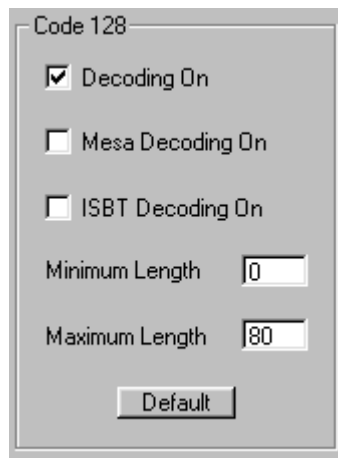 Code 128
Decoding On
Mesa Decoding On
ISBT Decoding On
Minimum Length 0
Maximum Length 80
Default